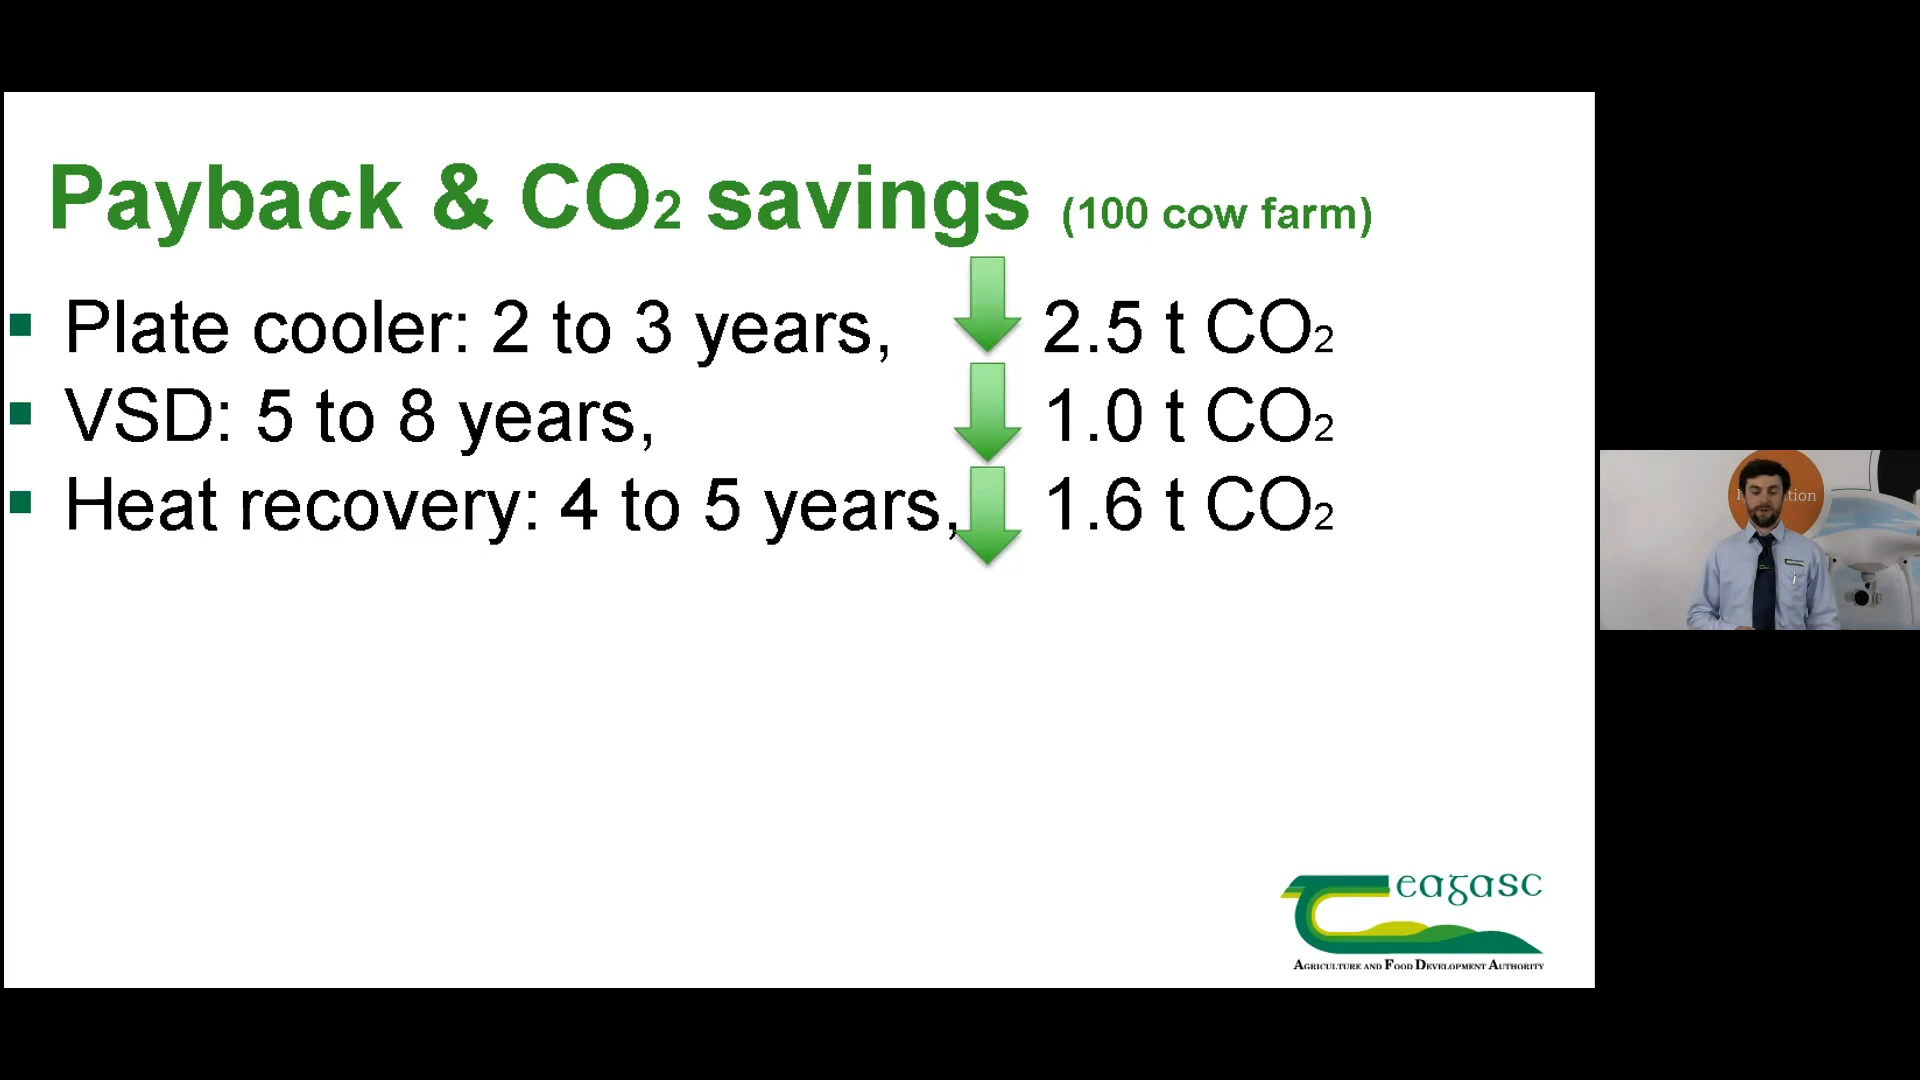 Payback & CO₂ savings (100 cow farm)
▪ Plate cooler: 2 to 3 years, 2.5 t CO₂
▪ VSD: 5 to 8 years, 1.0 t CO₂
▪ Heat recovery: 4 to 5 years, 1.6 t CO₂
eagasc
AGRICULTURE AND FOOD DEVELOPMENT AUTHORITY